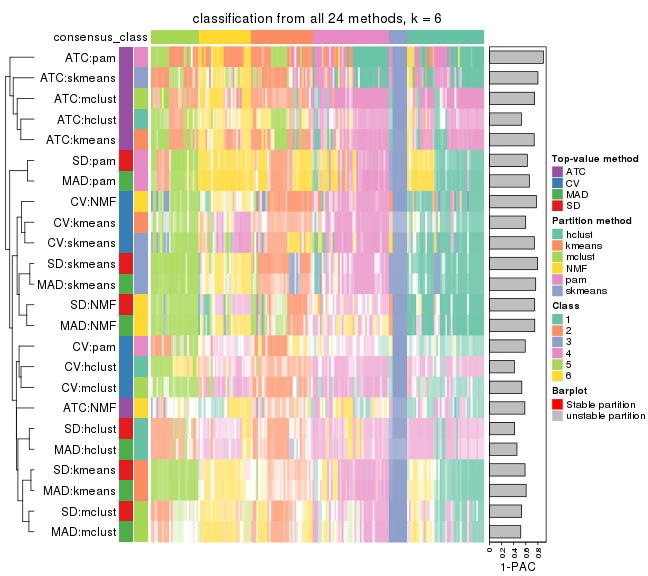 classification from all 24 methods, k = 6
consensus_class
ATC:pam
ATC:skmeans
ATC:mclust
ATC:hclust
ATC:kmeans
SD:pam
MAD:pam
CV:NMF
CV:kmeans
CV:skmeans
SD:skmeans
MAD:skmeans
SD:NMF
MAD:NMF
CV:pam
CV:hclust
CV:mclust
ATC:NMF
SD:hclust
MAD:hclust
SD:kmeans
MAD:kmeans
SD:mclust
MAD:mclust
0
0.2
0.4
0.6
0.8
1-PAC
Top-value method
ATC
CV
MAD
SD
Partition method
hclust
kmeans
mclust
NMF
pam
skmeans
Class
1
2
3
4
5
6
Barplot
Stable partition
unstable partition